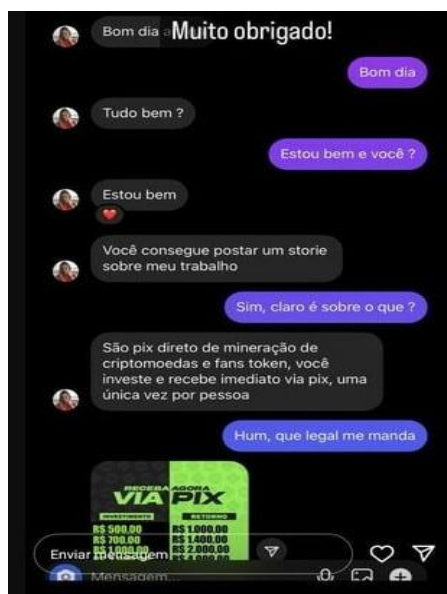 Bom dia
Muito obrigado!
Bom dia
Tudo bem ?
Estou bem e você ?
Estou bem
Você consegue postar um storie
sobre meu trabalho
Sim, claro é sobre o que ?
São pix direto de mineração de
criptomoedas e fans token, você
investe e recebe imediato via pix, uma
única vez por pessoa
Hum, que legal me manda
RECEBA AGORA
VIA PIX
INVESTIMENTO RETORNO
R$ 500,00 R$ 1.000,00
R$ 700,00 R$ 1.400,00
R$ 1.000,00 R$ 2.000,00
Enviar mensagem
Mensagem...